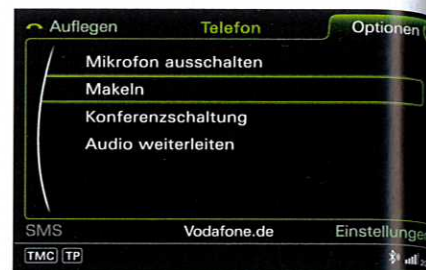 Auflegen Telefon Optionen
Mikrofon ausschalten
Makeln
Konferenzschaltung
Audio weiterleiten
SMS Vodafone.de Einstellungen
TMC TP